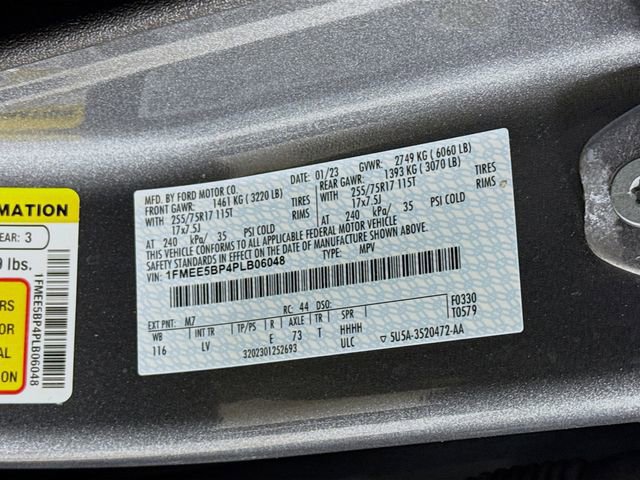 MFD. BY FORD MOTOR CO.
DATE: 01/23 GVWR: 2749 KG ( 6060 LB)
FRONT GAWR: 1461 KG ( 3220 LB) REAR GAWR: 1393 KG ( 3070 LB)
255/75R17 115T TIRES 255/75R17 115T TIRES
17x7.5J RIMS 17x7.5J RIMS
AT 240 kPa/ 35 PSI COLD AT 240 kPa/ 35 PSI COLD
THIS VEHICLE CONFORMS TO ALL APPLICABLE FEDERAL MOTOR VEHICLE
SAFETY STANDARDS IN EFFECT ON THE DATE OF MANUFACTURE SHOWN ABOVE.
VIN: 1FMEE5BP4PLB06048 TYPE: MPV
EXT PNT: M7 RC: 44 DSO: F0330
WB INT TR TP/PS R AXLE TR SPR T0579
116 LV E 73 T HHHH
3202301252693 ULC 5U5A-3520472-AA
RMATION
EAR: 3
9 lbs.
ERS
OR
ION
1FMEE5BP4PLB06048